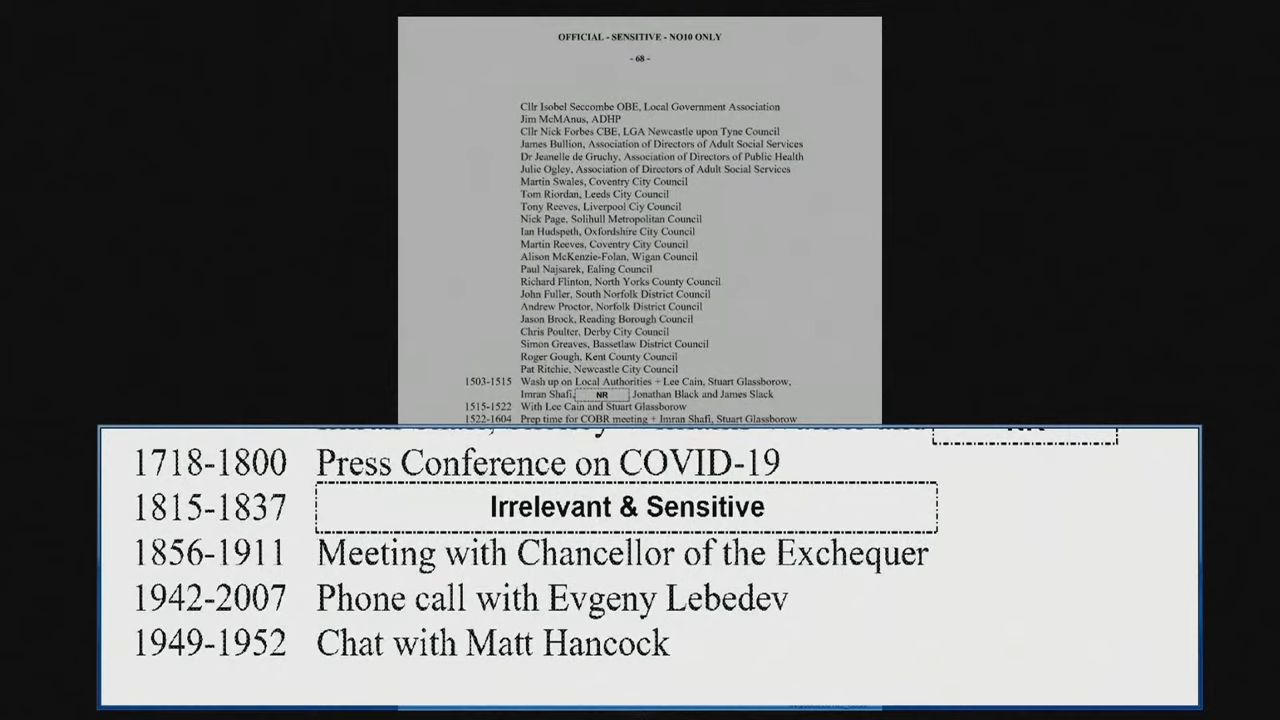 OFFICIAL - SENSITIVE - NO10 ONLY
- 68 -
Cllr Isobel Seccombe OBE, Local Government Association
Jim McMAnus, ADHP
Cllr Nick Forbes CBE, LGA Newcastle upon Tyne Council
James Bullion, Association of Directors of Adult Social Services
Dr Jeanelle de Gruchy, Association of Directors of Public Health
Julie Ogley, Association of Directors of Adult Social Services
Martin Swales, Coventry City Council
Tom Riordan, Leeds City Council
Tony Reeves, Liverpool Ciy Council
Nick Page, Solihull Metropolitan Council
Ian Hudspeth, Oxfordshire City Council
Martin Reeves, Coventry City Council
Alison McKenzie-Folan, Wigan Council
Paul Najsarek, Ealing Council
Richard Flinton, North Yorks County Council
John Fuller, South Norfolk District Council
Andrew Proctor, Norfolk District Council
Jason Brock, Reading Borough Council
Chris Poulter, Derby City Council
Simon Greaves, Bassetlaw District Council
Roger Gough, Kent County Council
Pat Ritchie, Newcastle City Council
1503-1515 Wash up on Local Authorities + Lee Cain, Stuart Glassborow,
Imran Shafi, NR Jonathan Black and James Slack
1515-1522 With Lee Cain and Stuart Glassborow
1522-1604 Prep time for COBR meeting + Imran Shafi, Stuart Glassborow
1718-1800 Press Conference on COVID-19
1815-1837 Irrelevant & Sensitive
1856-1911 Meeting with Chancellor of the Exchequer
1942-2007 Phone call with Evgeny Lebedev
1949-1952 Chat with Matt Hancock